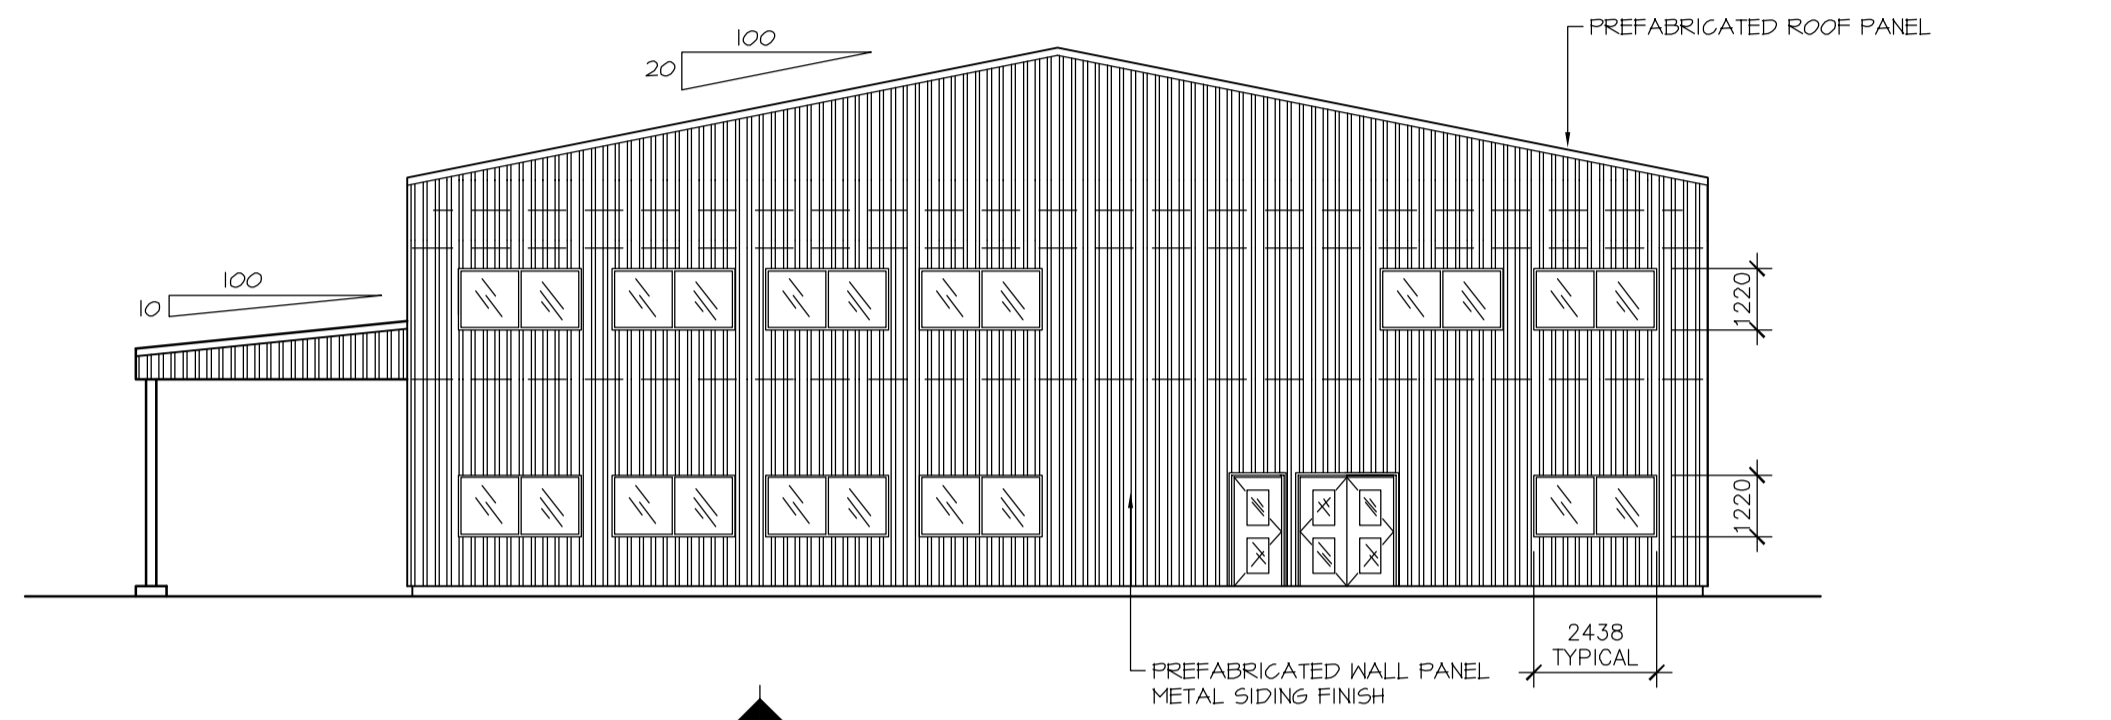 PREFABRICATED ROOF PANEL
100
20
100
10
1220
1220
2438
TYPICAL
PREFABRICATED WALL PANEL
METAL SIDING FINISH